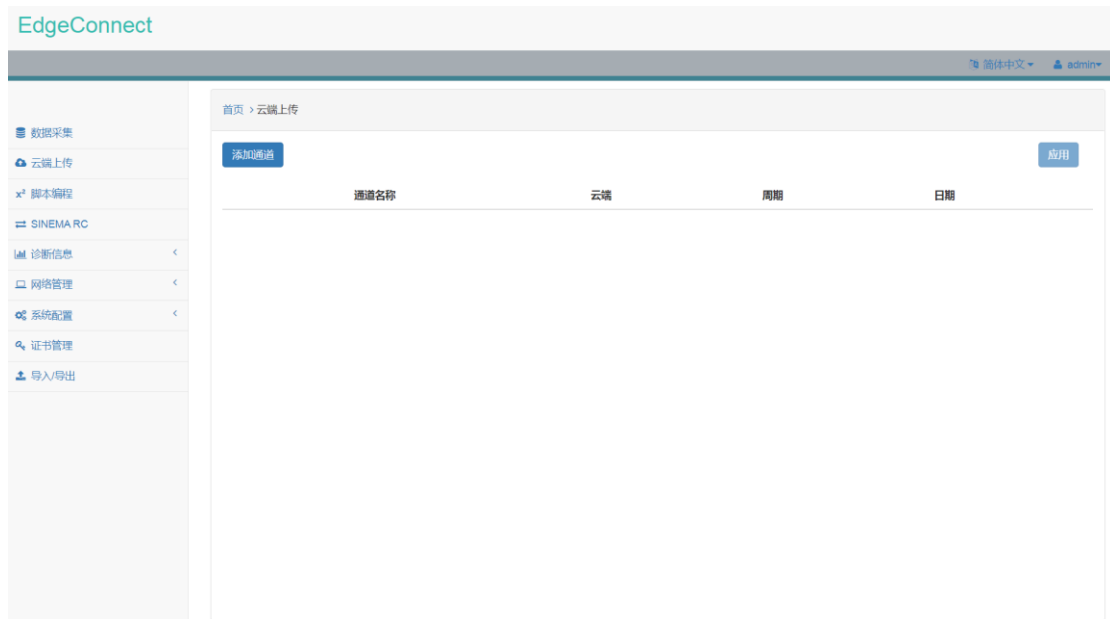 EdgeConnect
简体中文 admin
首页 › 云端上传
数据采集
云端上传
x² 脚本编程
SINEMA RC
诊断信息
网络管理
系统配置
证书管理
导入/导出
添加通道 应用
通道名称 云端 周期 日期